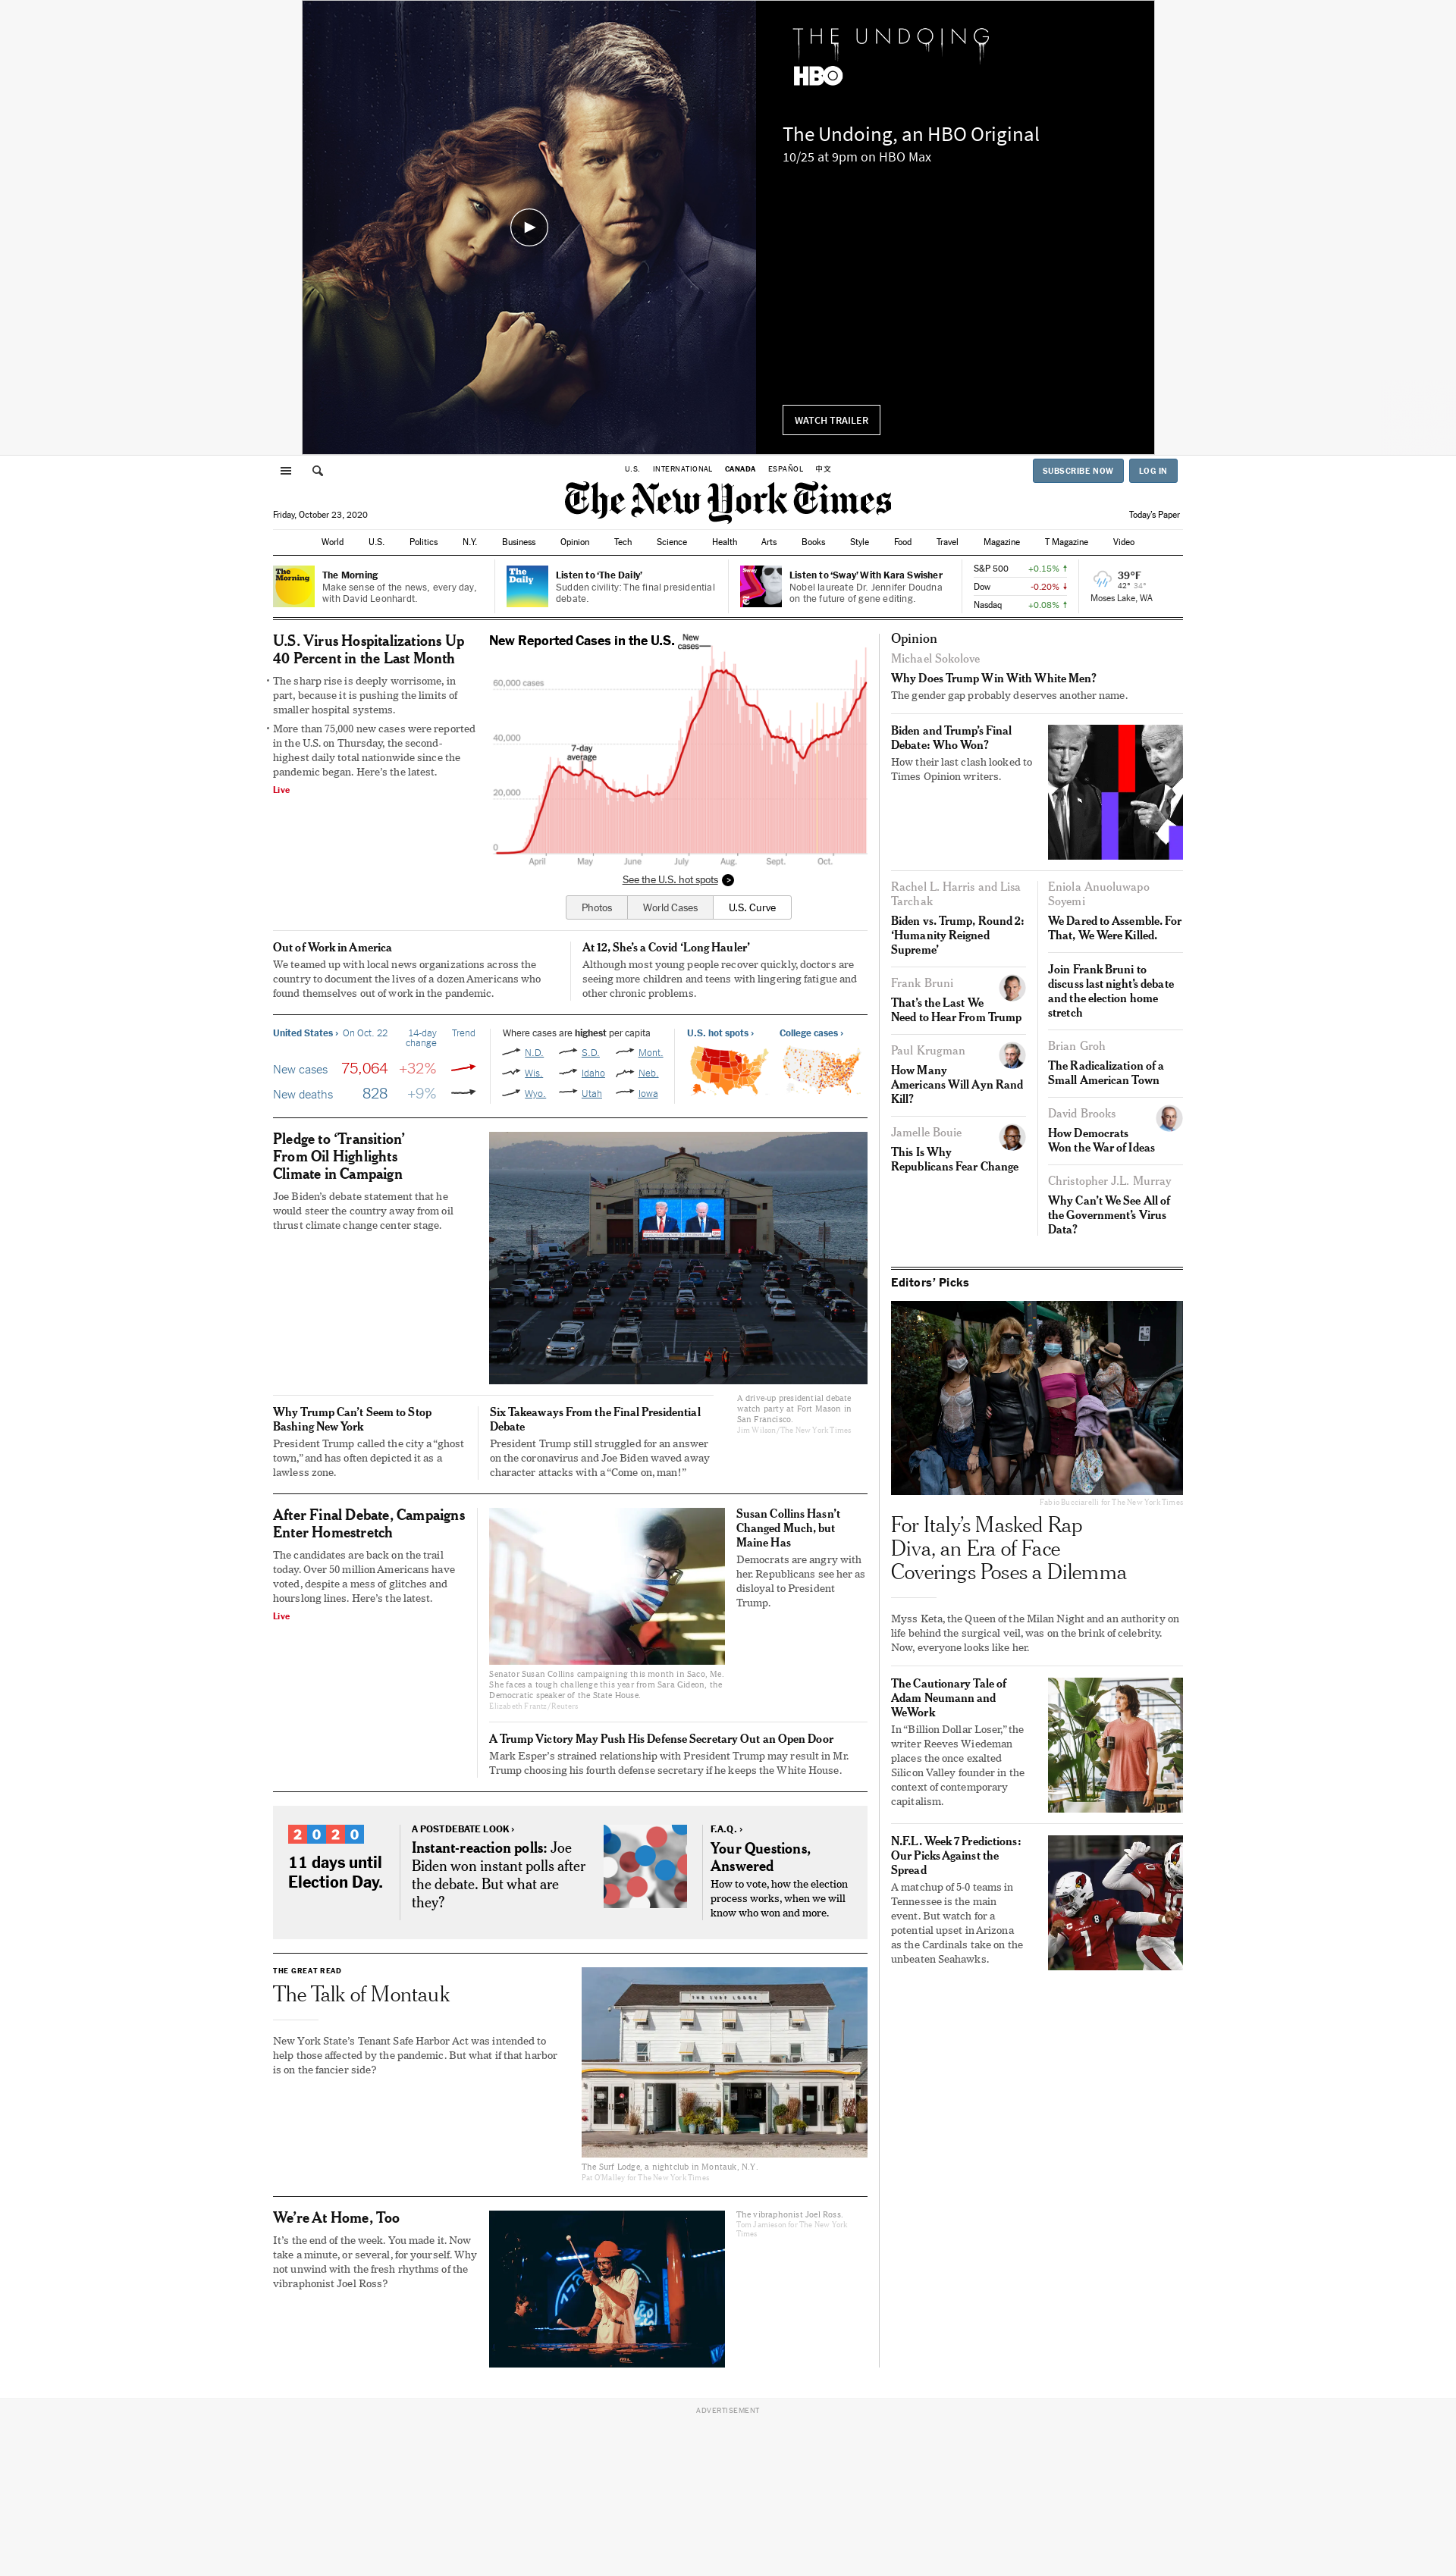 THE UNDOING
HBO
The Undoing, an HBO Original
10/25 at 9pm on HBO Max
WATCH TRAILER
U.S. INTERNATIONAL CANADA ESPAÑOL 中文
SUBSCRIBE NOW LOG IN
The New York Times
Friday, October 23, 2020
Today's Paper
World U.S. Politics N.Y. Business Opinion Tech Science Health Arts Books Style Food Travel Magazine T Magazine Video
The Morning
The Morning
Make sense of the news, every day,
with David Leonhardt.
The Daily
Listen to ‘The Daily’
Sudden civility: The final presidential
debate.
Sway
Listen to ‘Sway’ With Kara Swisher
Nobel laureate Dr. Jennifer Doudna
on the future of gene editing.
S&P 500 +0.15% ↑
Dow -0.20% ↓
Nasdaq +0.08% ↑
39°F
42° 34°
Moses Lake, WA
U.S. Virus Hospitalizations Up
40 Percent in the Last Month
• The sharp rise is deeply worrisome, in
part, because it is pushing the limits of
smaller hospital systems.
• More than 75,000 new cases were reported
in the U.S. on Thursday, the second-
highest daily total nationwide since the
pandemic began. Here’s the latest.
Live
New Reported Cases in the U.S.
New
cases
60,000 cases
40,000
7-day
average
20,000
0
April May June July Aug. Sept. Oct.
See the U.S. hot spots >
Photos World Cases U.S. Curve
Out of Work in America
We teamed up with local news organizations across the
country to document the lives of a dozen Americans who
found themselves out of work in the pandemic.
At 12, She’s a Covid ‘Long Hauler’
Although most young people recover quickly, doctors are
seeing more children and teens with lingering fatigue and
other chronic problems.
United States › On Oct. 22 14-day Trend
change
New cases 75,064 +32%
New deaths 828 +9%
Where cases are highest per capita
N.D. S.D. Mont.
Wis. Idaho Neb.
Wyo. Utah Iowa
U.S. hot spots ›
College cases ›
Pledge to ‘Transition’
From Oil Highlights
Climate in Campaign
Joe Biden’s debate statement that he
would steer the country away from oil
thrust climate change center stage.
A drive-up presidential debate
watch party at Fort Mason in
San Francisco.
Jim Wilson/The New York Times
Why Trump Can’t Seem to Stop
Bashing New York
President Trump called the city a “ghost
town,” and has often depicted it as a
lawless zone.
Six Takeaways From the Final Presidential
Debate
President Trump still struggled for an answer
on the coronavirus and Joe Biden waved away
character attacks with a “Come on, man!”
After Final Debate, Campaigns
Enter Homestretch
The candidates are back on the trail
today. Over 50 million Americans have
voted, despite a mess of glitches and
hourslong lines. Here’s the latest.
Live
Senator Susan Collins campaigning this month in Saco, Me.
She faces a tough challenge this year from Sara Gideon, the
Democratic speaker of the State House.
Elizabeth Frantz/Reuters
Susan Collins Hasn’t
Changed Much, but
Maine Has
Democrats are angry with
her. Republicans see her as
disloyal to President
Trump.
A Trump Victory May Push His Defense Secretary Out an Open Door
Mark Esper’s strained relationship with President Trump may result in Mr.
Trump choosing his fourth defense secretary if he keeps the White House.
2020
11 days until
Election Day.
A POSTDEBATE LOOK ›
Instant-reaction polls: Joe
Biden won instant polls after
the debate. But what are
they?
F.A.Q. ›
Your Questions,
Answered
How to vote, how the election
process works, when we will
know who won and more.
THE GREAT READ
The Talk of Montauk
New York State’s Tenant Safe Harbor Act was intended to
help those affected by the pandemic. But what if that harbor
is on the fancier side?
THE SURF LODGE
The Surf Lodge, a nightclub in Montauk, N.Y.
Pat O’Malley for The New York Times
We’re At Home, Too
It’s the end of the week. You made it. Now
take a minute, or several, for yourself. Why
not unwind with the fresh rhythms of the
vibraphonist Joel Ross?
The vibraphonist Joel Ross.
Tom Jamieson for The New York
Times
Opinion
Michael Sokolove
Why Does Trump Win With White Men?
The gender gap probably deserves another name.
Biden and Trump’s Final
Debate: Who Won?
How their last clash looked to
Times Opinion writers.
Rachel L. Harris and Lisa
Tarchak
Biden vs. Trump, Round 2:
‘Humanity Reigned
Supreme’
Frank Bruni
That’s the Last We
Need to Hear From Trump
Paul Krugman
How Many
Americans Will Ayn Rand
Kill?
Jamelle Bouie
This Is Why
Republicans Fear Change
Eniola Anuoluwapo
Soyemi
We Dared to Assemble. For
That, We Were Killed.
Join Frank Bruni to
discuss last night’s debate
and the election home
stretch
Brian Groh
The Radicalization of a
Small American Town
David Brooks
How Democrats
Won the War of Ideas
Christopher J.L. Murray
Why Can’t We See All of
the Government’s Virus
Data?
Editors’ Picks
Fabio Bucciarelli for The New York Times
For Italy’s Masked Rap
Diva, an Era of Face
Coverings Poses a Dilemma
Myss Keta, the Queen of the Milan Night and an authority on
life behind the surgical veil, was on the brink of celebrity.
Now, everyone looks like her.
The Cautionary Tale of
Adam Neumann and
WeWork
In “Billion Dollar Loser,” the
writer Reeves Wiedeman
places the once exalted
Silicon Valley founder in the
context of contemporary
capitalism.
N.F.L. Week 7 Predictions:
Our Picks Against the
Spread
A matchup of 5-0 teams in
Tennessee is the main
event. But watch for a
potential upset in Arizona
as the Cardinals take on the
unbeaten Seahawks.
ADVERTISEMENT